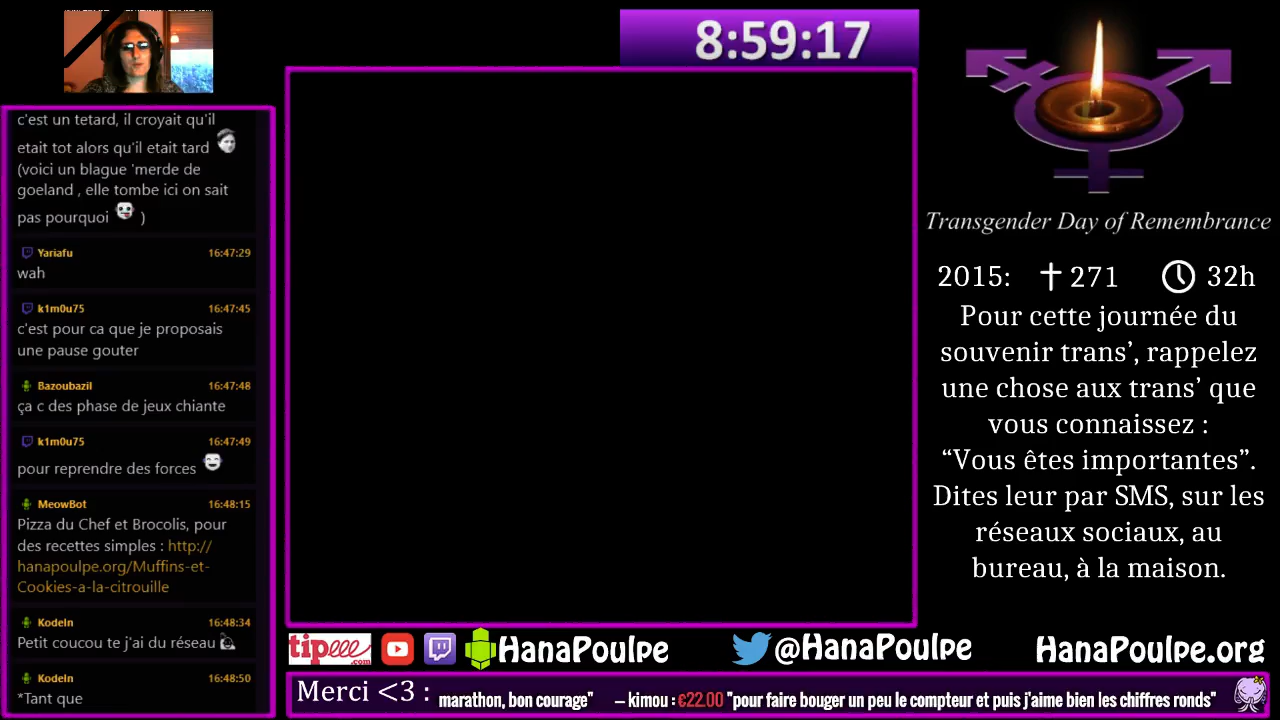 8:59:17
c'est un tetard, il croyait qu'il
etait tot alors qu'il etait tard
(voici un blague 'merde de
goeland , elle tombe ici on sait
pas pourquoi )
Yariafu 16:47:29
wah
k1m0u75 16:47:45
c'est pour ca que je proposais
une pause gouter
Bazoubazil 16:47:48
ça c des phase de jeux chiante
k1m0u75 16:47:49
pour reprendre des forces
MeowBot 16:48:15
Pizza du Chef et Brocolis, pour
des recettes simples : http://
hanapoulpe.org/Muffins-et-
Cookies-a-la-citrouille
Kodeln 16:48:34
Petit coucou te j'ai du réseau
Kodeln 16:48:50
*Tant que
Transgender Day of Remembrance
2015: 271 32h
Pour cette journée du
souvenir trans’, rappelez
une chose aux trans’ que
vous connaissez :
“Vous êtes importantes”.
Dites leur par SMS, sur les
réseaux sociaux, au
bureau, à la maison.
tipeee.com HanaPoulpe @HanaPoulpe HanaPoulpe.org
Merci <3 : marathon, bon courage" — kimou : €22.00 "pour faire bouger un peu le compteur et puis j'aime bien les chiffres ronds"